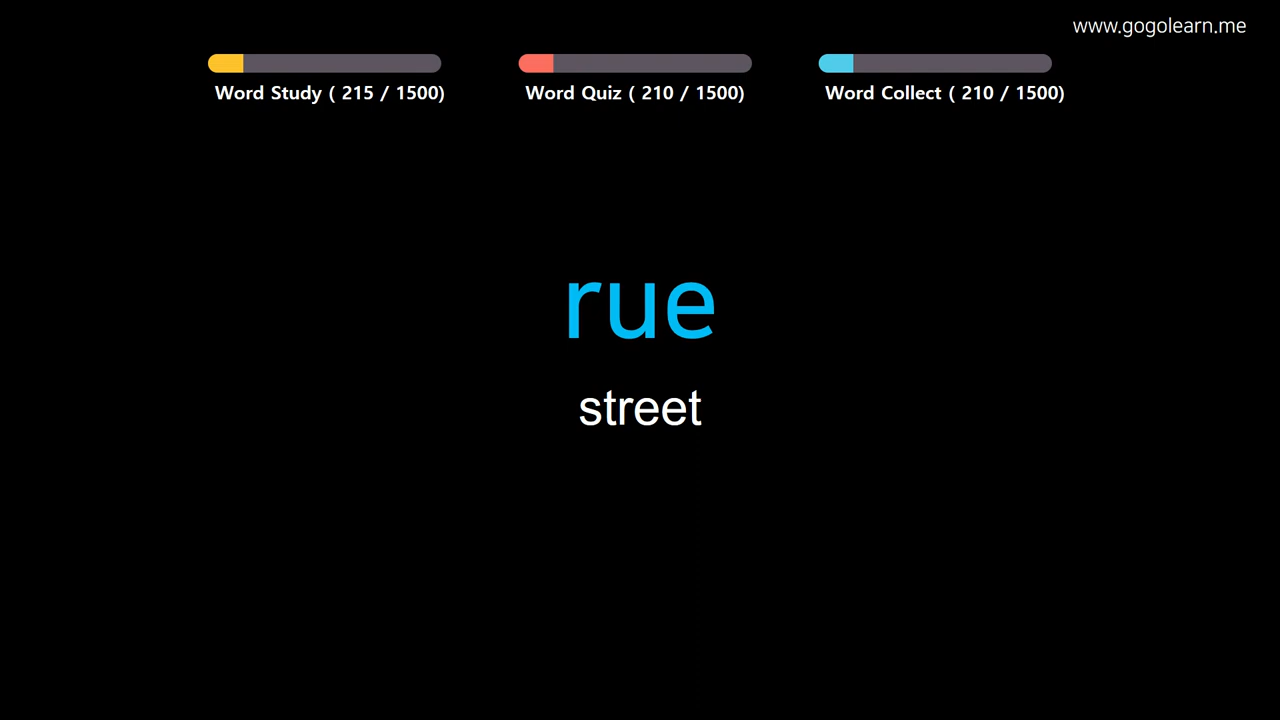 www.gogolearn.me
Word Study ( 215 / 1500)
Word Quiz ( 210 / 1500)
Word Collect ( 210 / 1500)
rue
street